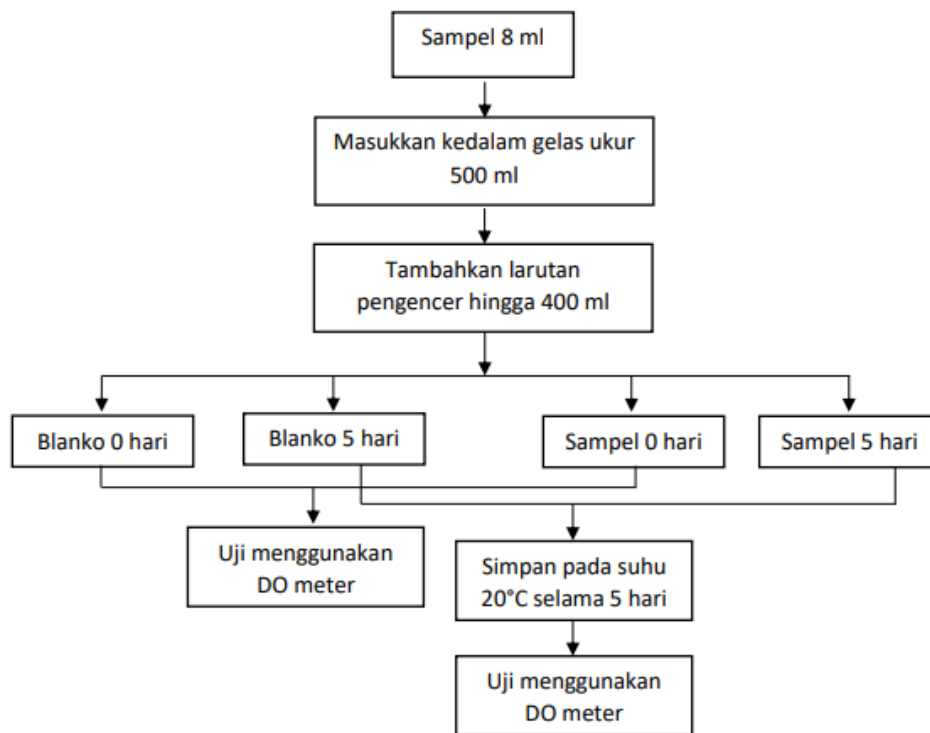 Sampel 8 ml
Masukkan kedalam gelas ukur
500 ml
Tambahkan larutan
pengencer hingga 400 ml
Blanko 0 hari
Blanko 5 hari
Sampel 0 hari
Sampel 5 hari
Uji menggunakan
DO meter
Simpan pada suhu
20°C selama 5 hari
Uji menggunakan
DO meter